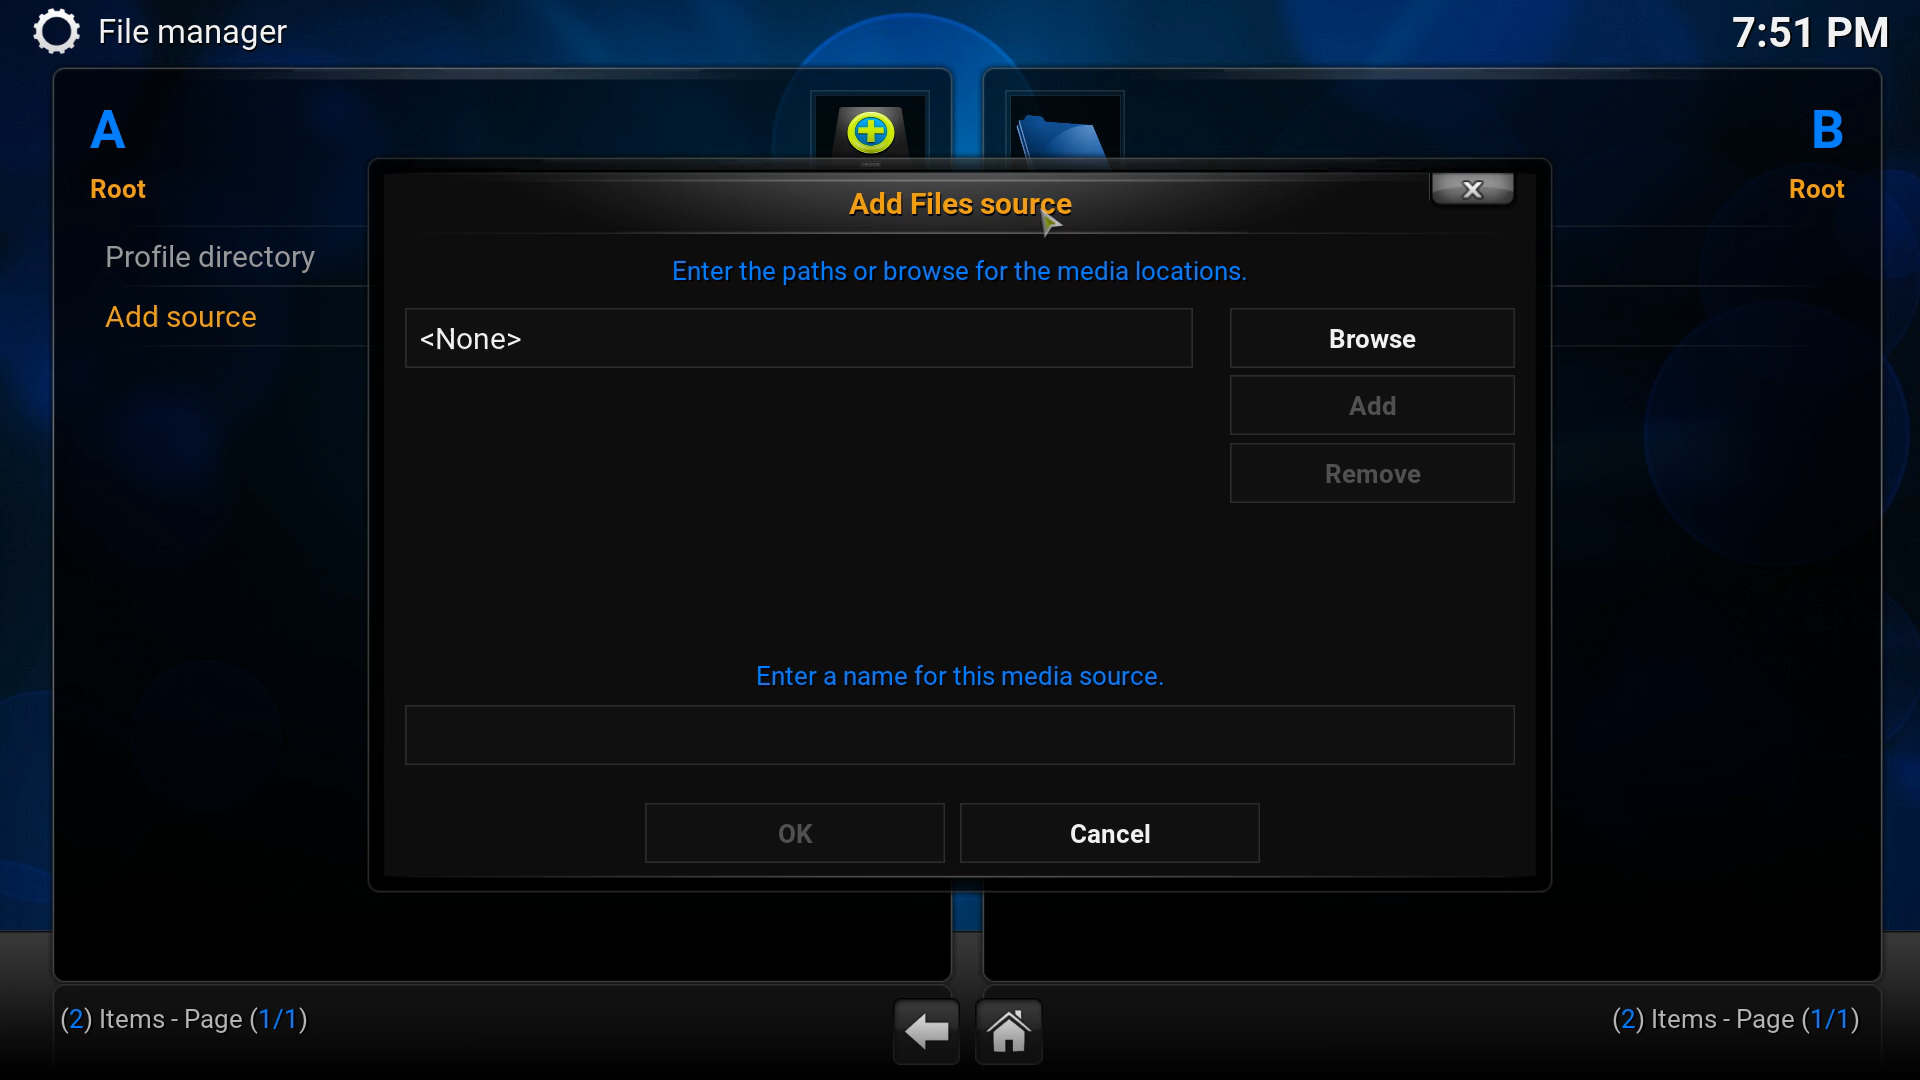 File manager
7:51 PM
A
B
Root
Root
Profile directory
Add source
Add Files source
x
Enter the paths or browse for the media locations.
<None>
Browse
Add
Remove
Enter a name for this media source.
OK
Cancel
(2) Items - Page (1/1)
(2) Items - Page (1/1)